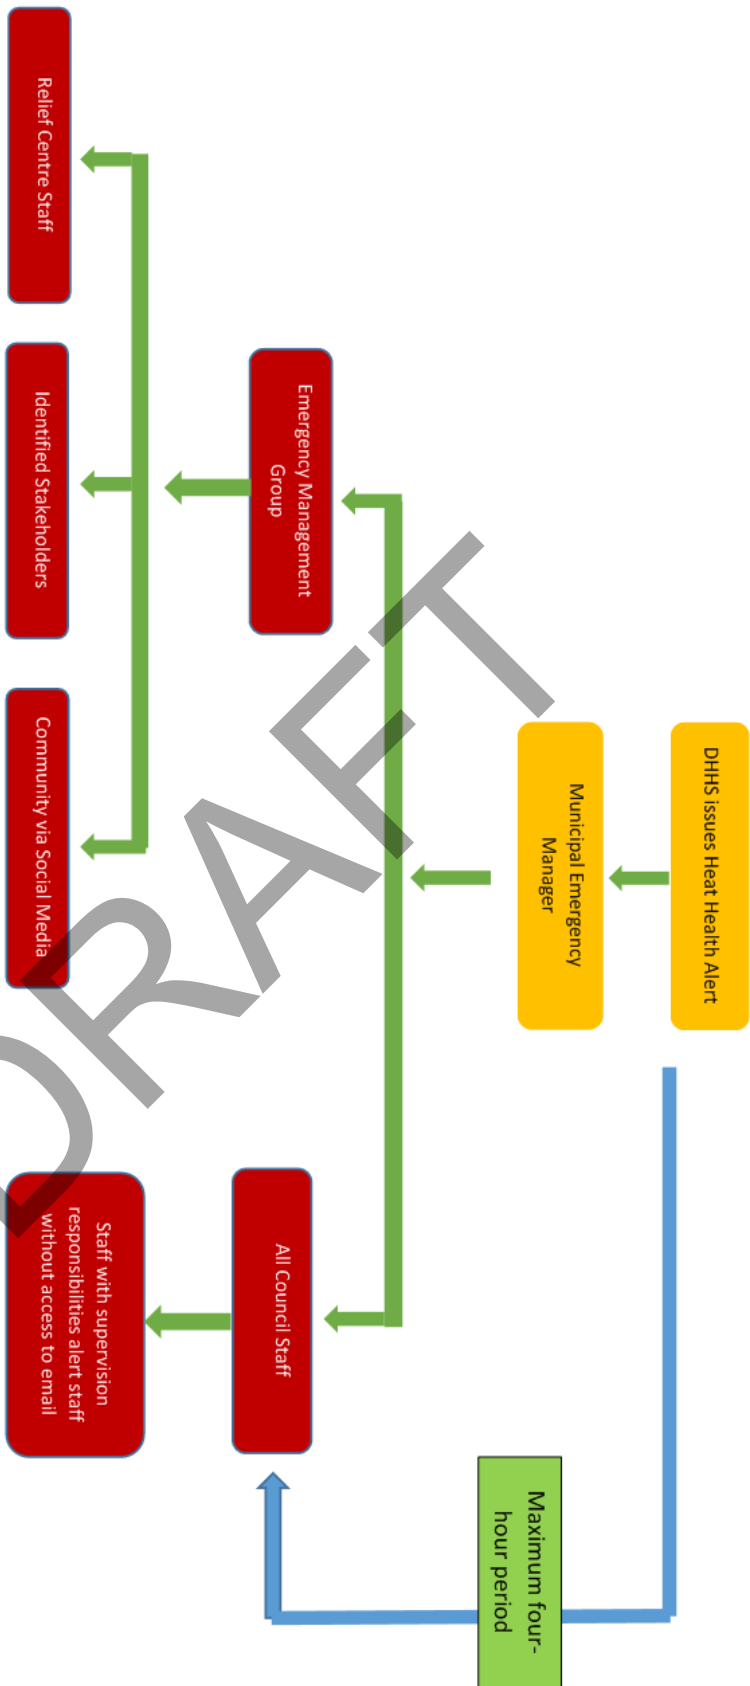 DHHS issues Heat Health Alert
Municipal Emergency
Manager
Maximum four-
hour period
Emergency Management
Group
All Council Staff
Relief Centre Staff
Identified Stakeholders
Community via Social Media
Staff with supervision
responsibilities alert staff
without access to email
DRAFT